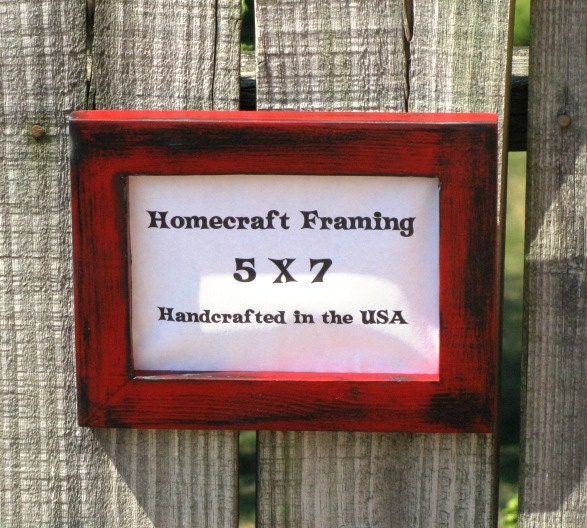 Homecraft Framing
5 X 7
Handcrafted in the USA